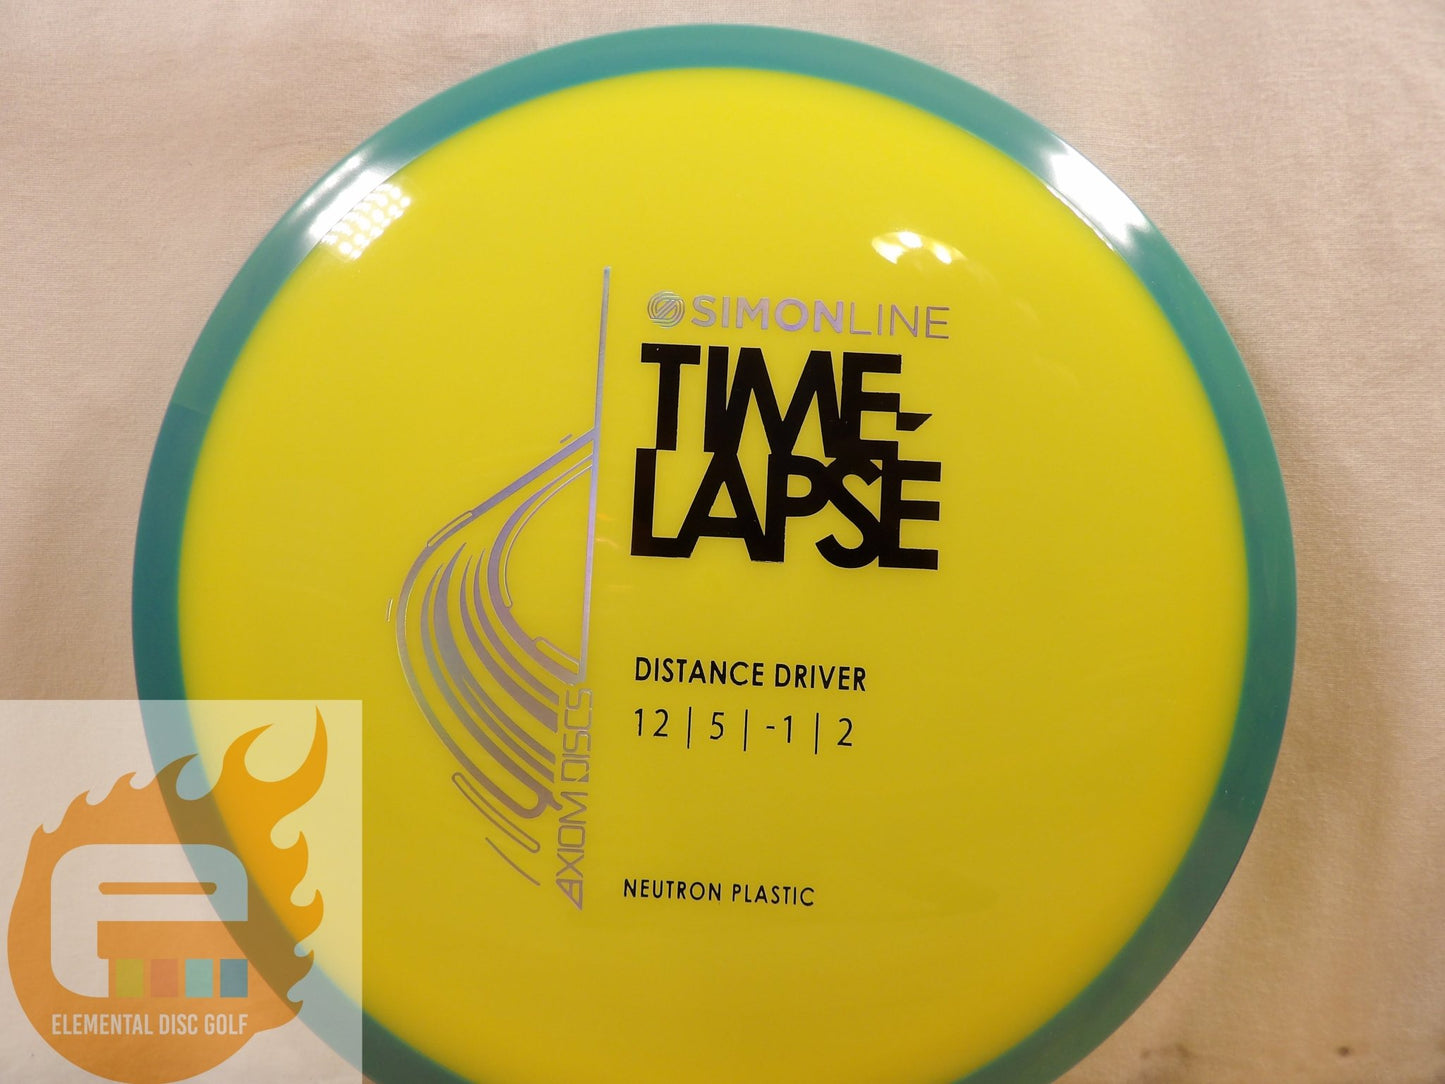 SIMONLINE
TIME-
LAPSE
DISTANCE DRIVER
12 | 5 | -1 | 2
AXIOM DISCS
NEUTRON PLASTIC
ELEMENTAL DISC GOLF